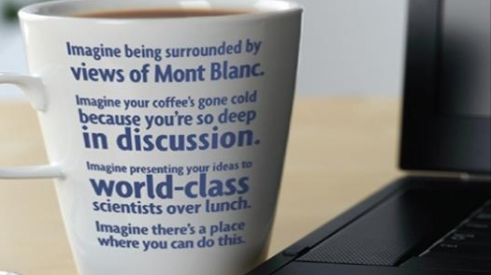 Imagine being surrounded by
views of Mont Blanc.
Imagine your coffee's gone cold
because you're so deep
in discussion.
Imagine presenting your ideas to
world-class
scientists over lunch.
Imagine there's a place
where you can do this.